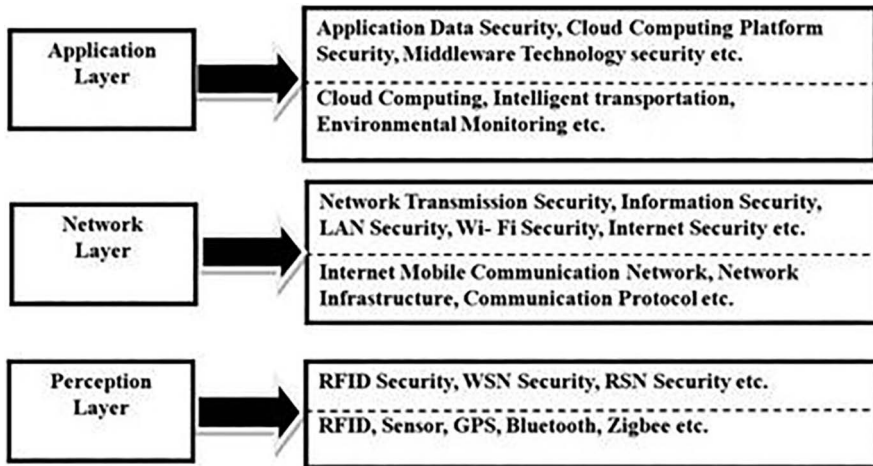 Application
Layer
Application Data Security, Cloud Computing Platform
Security, Middleware Technology security etc.
Cloud Computing, Intelligent transportation,
Environmental Monitoring etc.
Network
Layer
Network Transmission Security, Information Security,
LAN Security, Wi- Fi Security, Internet Security etc.
Internet Mobile Communication Network, Network
Infrastructure, Communication Protocol etc.
Perception
Layer
RFID Security, WSN Security, RSN Security etc.
RFID, Sensor, GPS, Bluetooth, Zigbee etc.